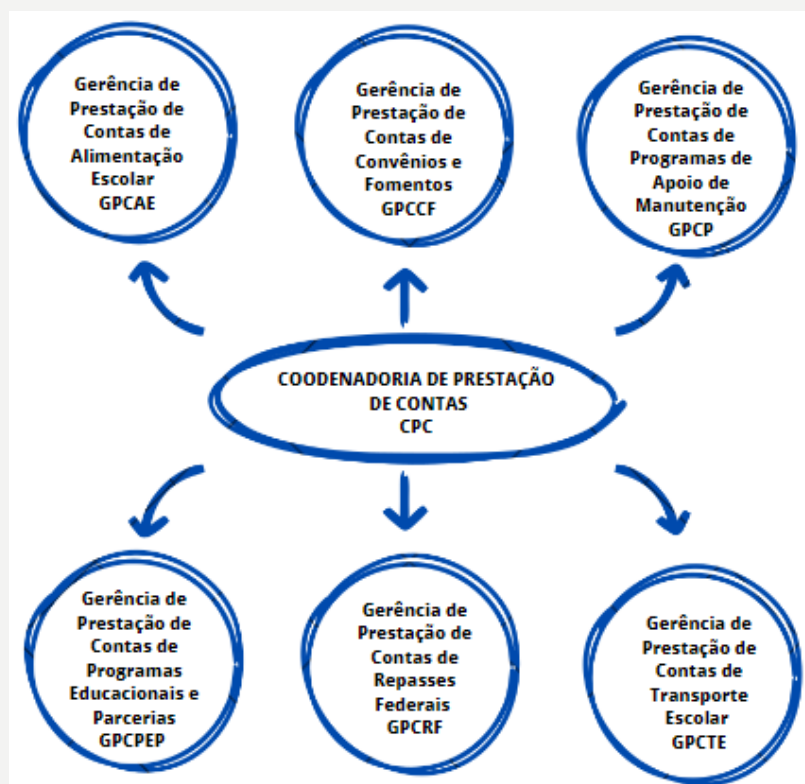 Gerência de
Prestação de
Contas de
Alimentação
Escolar
GPCAE
Gerência de
Prestação de
Contas de
Convênios e
Fomentos
GPCCF
Gerência de
Prestação de
Contas de
Programas de
Apoio de
Manutenção
GPCP
COODENADORIA DE PRESTAÇÃO
DE CONTAS
CPC
Gerência de
Prestação de
Contas de
Programas
Educacionais e
Parcerias
GPCPEP
Gerência de
Prestação de
Contas de
Repasses
Federais
GPCRF
Gerência de
Prestação de
Contas de
Transporte
Escolar
GPCTE